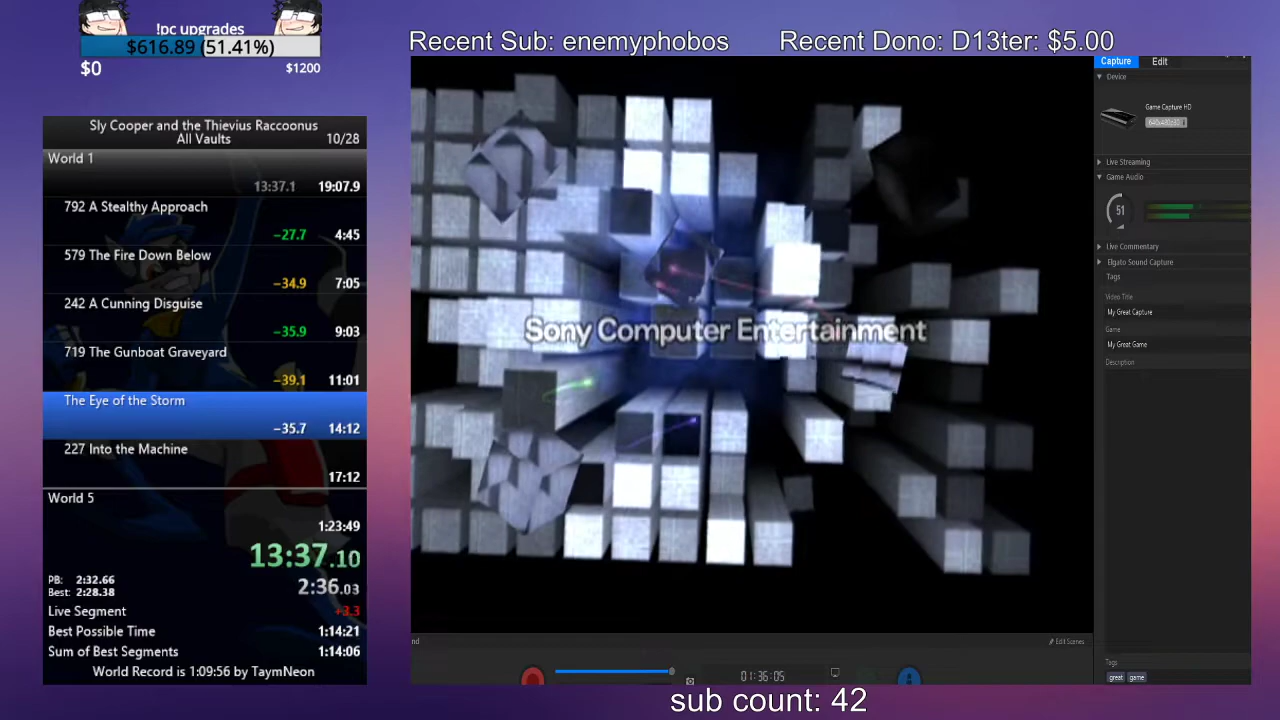 !pc upgrades
$616.89 (51.41%)
$0
$1200
Recent Sub: enemyphobos
Recent Dono: D13ter: $5.00
Sly Cooper and the Thievius Raccoonus
All Vaults
10/28
World 1
13:37.1 19:07.9
792 A Stealthy Approach
-27.7 4:45
579 The Fire Down Below
-34.9 7:05
242 A Cunning Disguise
-35.9 9:03
719 The Gunboat Graveyard
-39.1 11:01
The Eye of the Storm
-35.7 14:12
227 Into the Machine
17:12
World 5
1:23:49
13:37.10
PB: 2:32.66
Best: 2:28.38
2:36.03
Live Segment +3.3
Best Possible Time 1:14:21
Sum of Best Segments 1:14:06
World Record is 1:09:56 by TaymNeon
Sony Computer Entertainment
Capture Edit
Device
Game Capture HD
Live Streaming
Game Audio
51
Live Commentary
Elgato Sound Capture
Tags
Video Title
My Great Capture
Game
My Great Game
Description
Tags
great game
Edit Scenes
01:36:05
sub count: 42